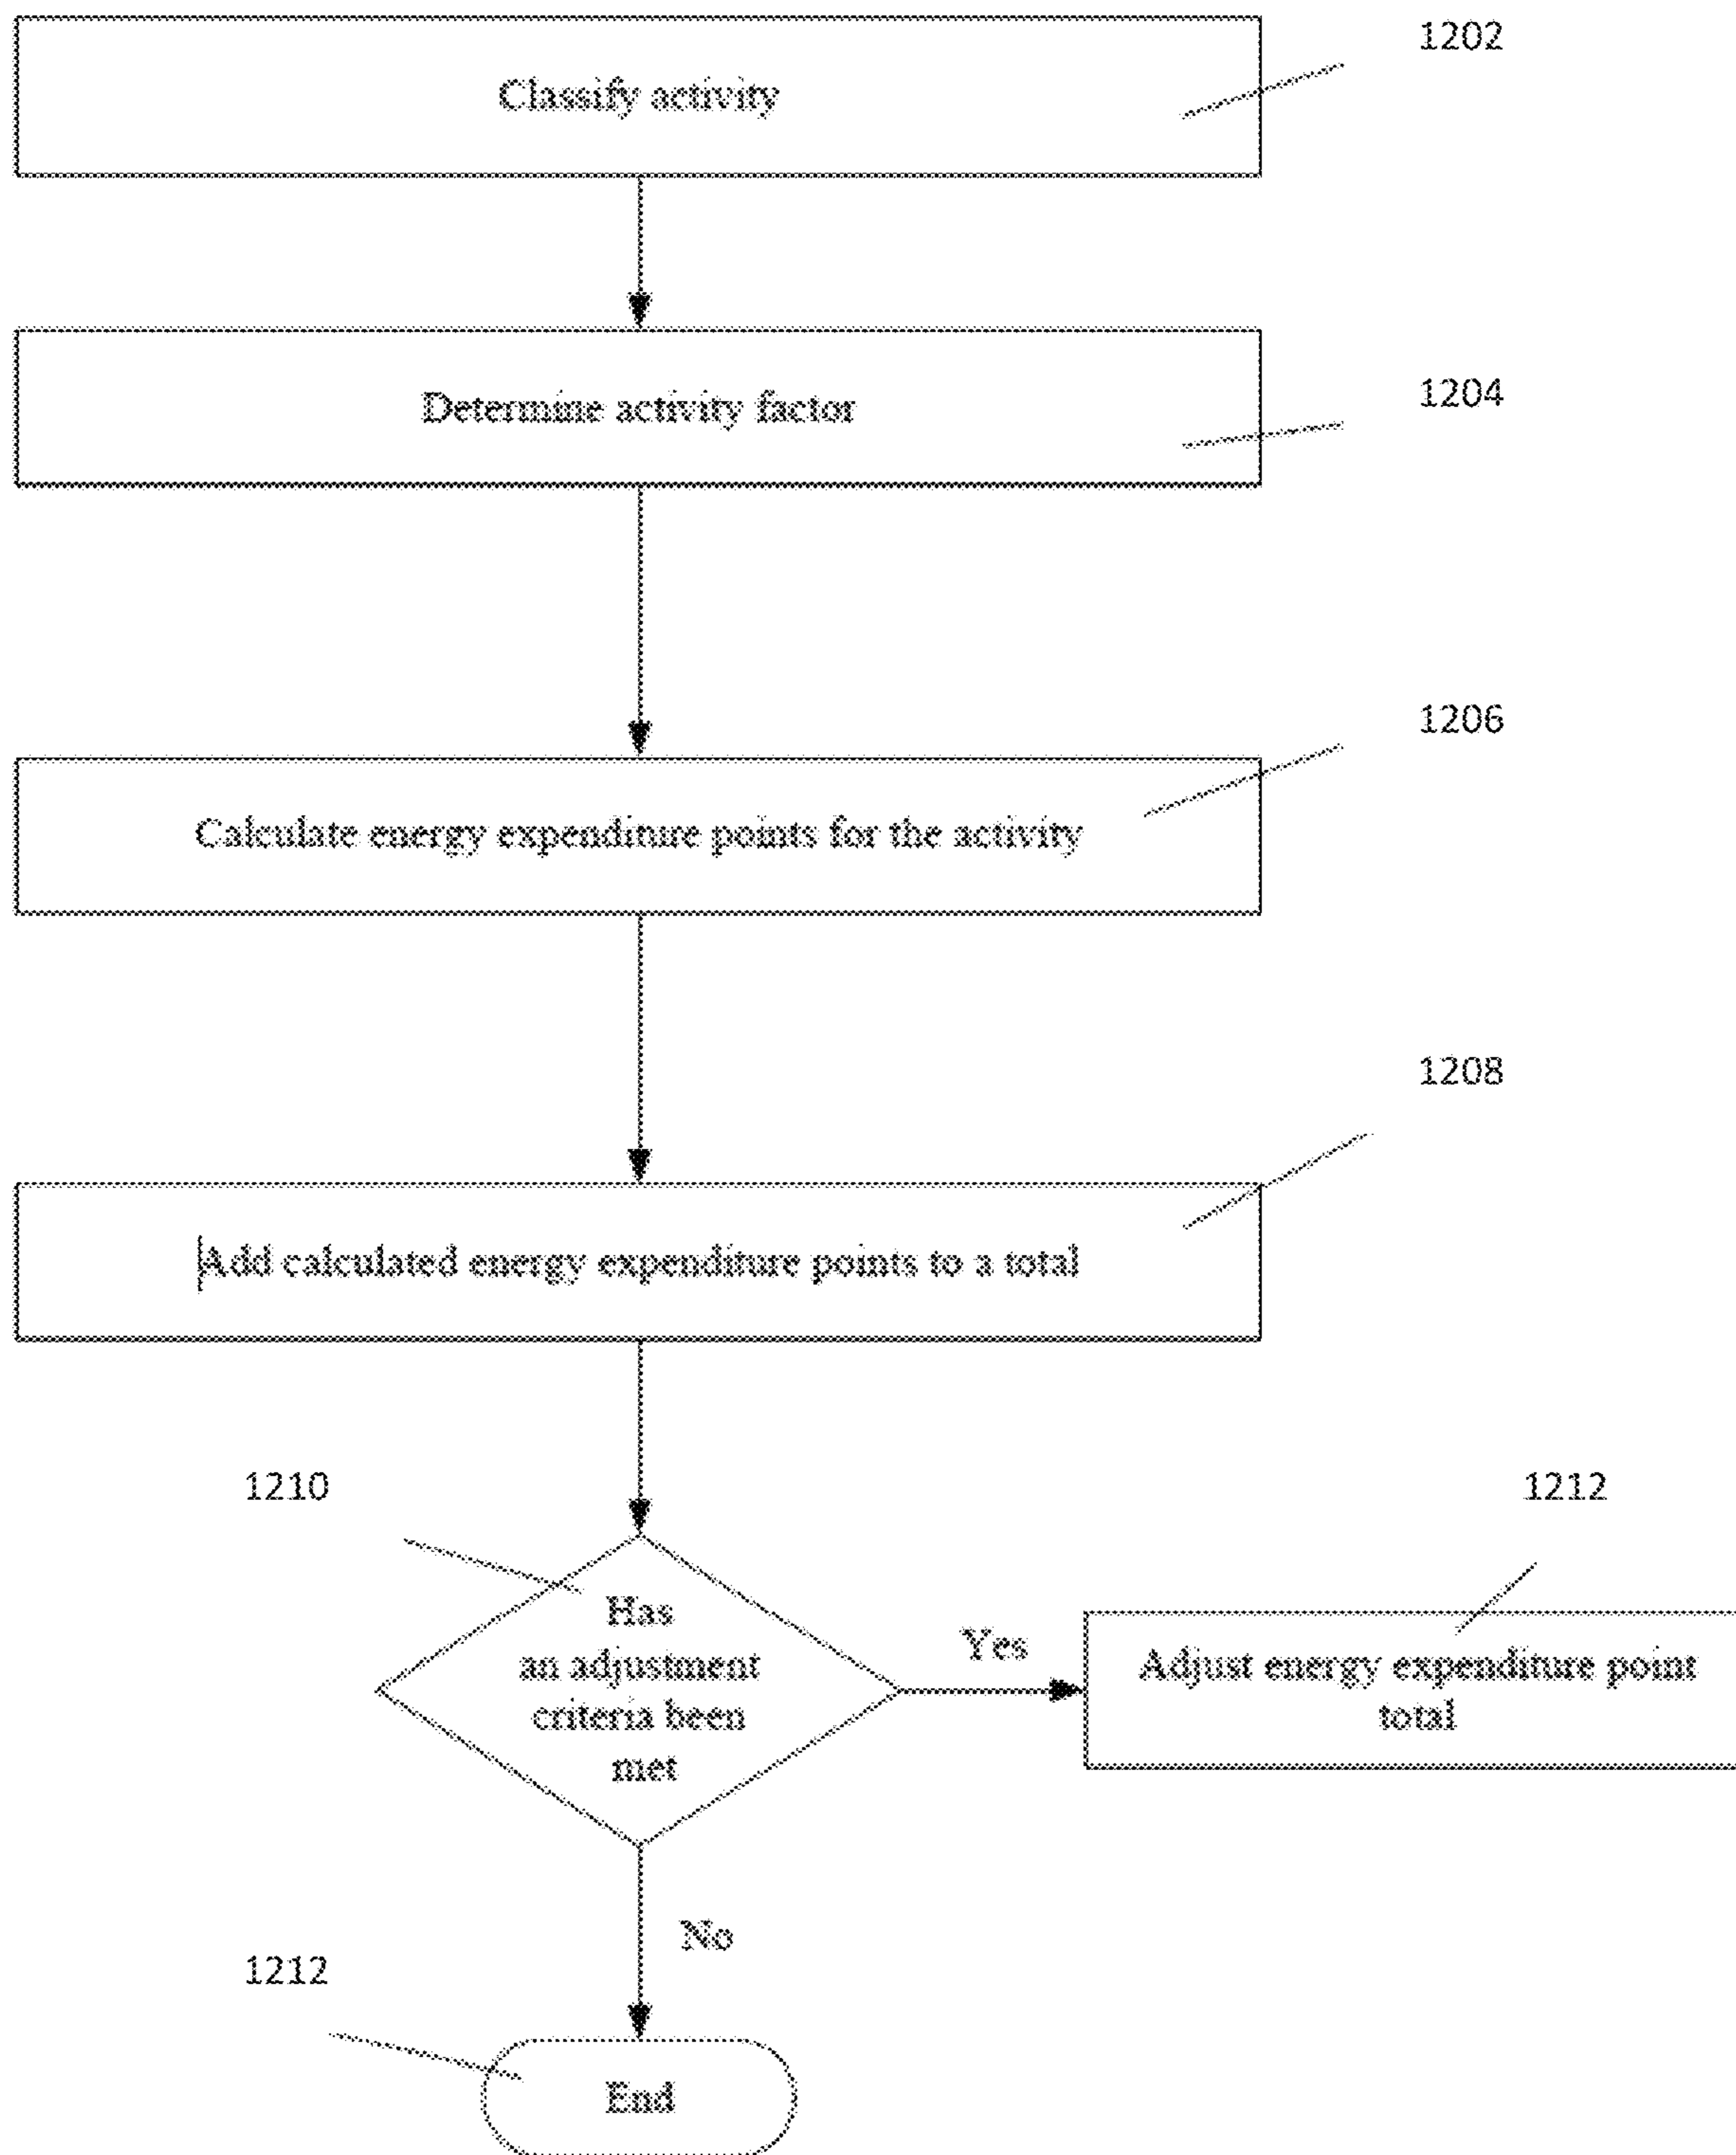 1202
Classify activity
1204
Determine activity factor
1206
Calculate energy expenditure points for the activity
1208
Add calculated energy expenditure points to a total
1210
1212
Has
an adjustment
criteria been
met
Yes
Adjust energy expenditure point
total
No
1212
End